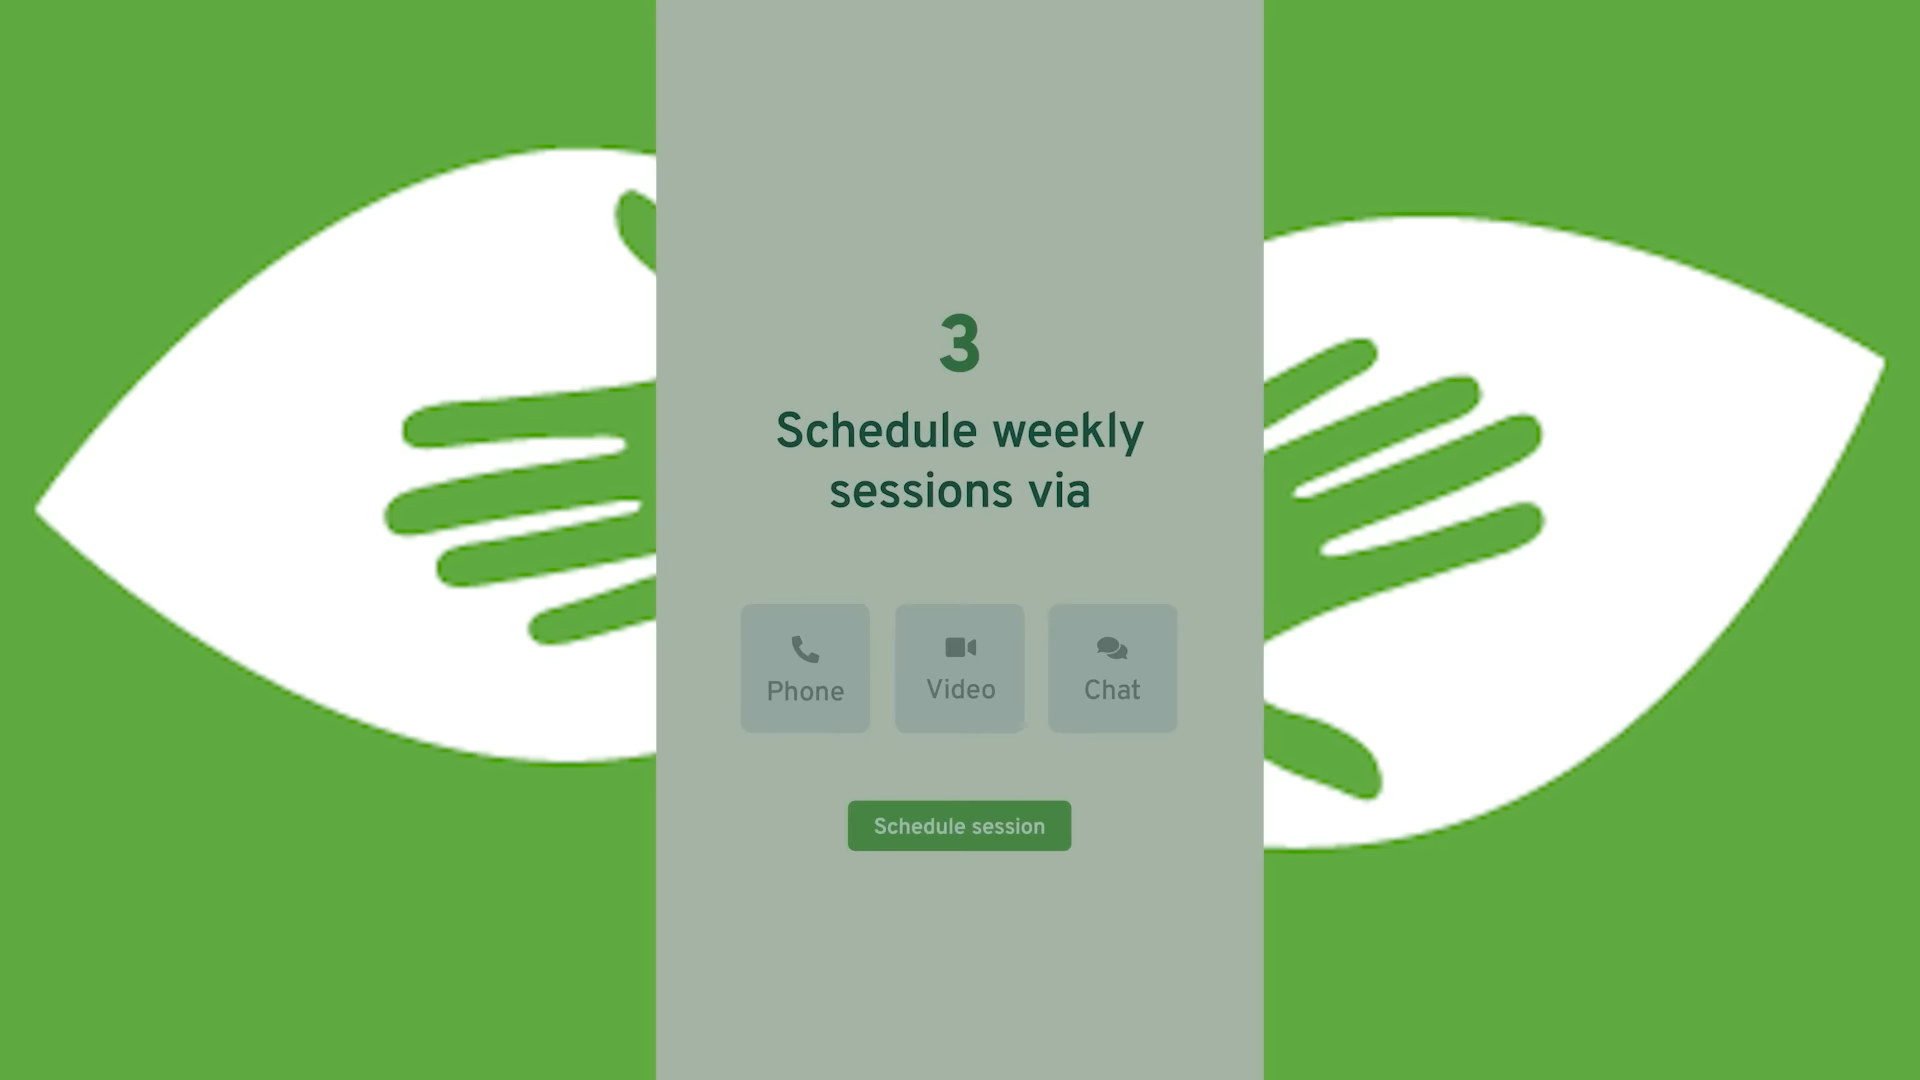 3
Schedule weekly
sessions via
Phone
Video
Chat
Schedule session